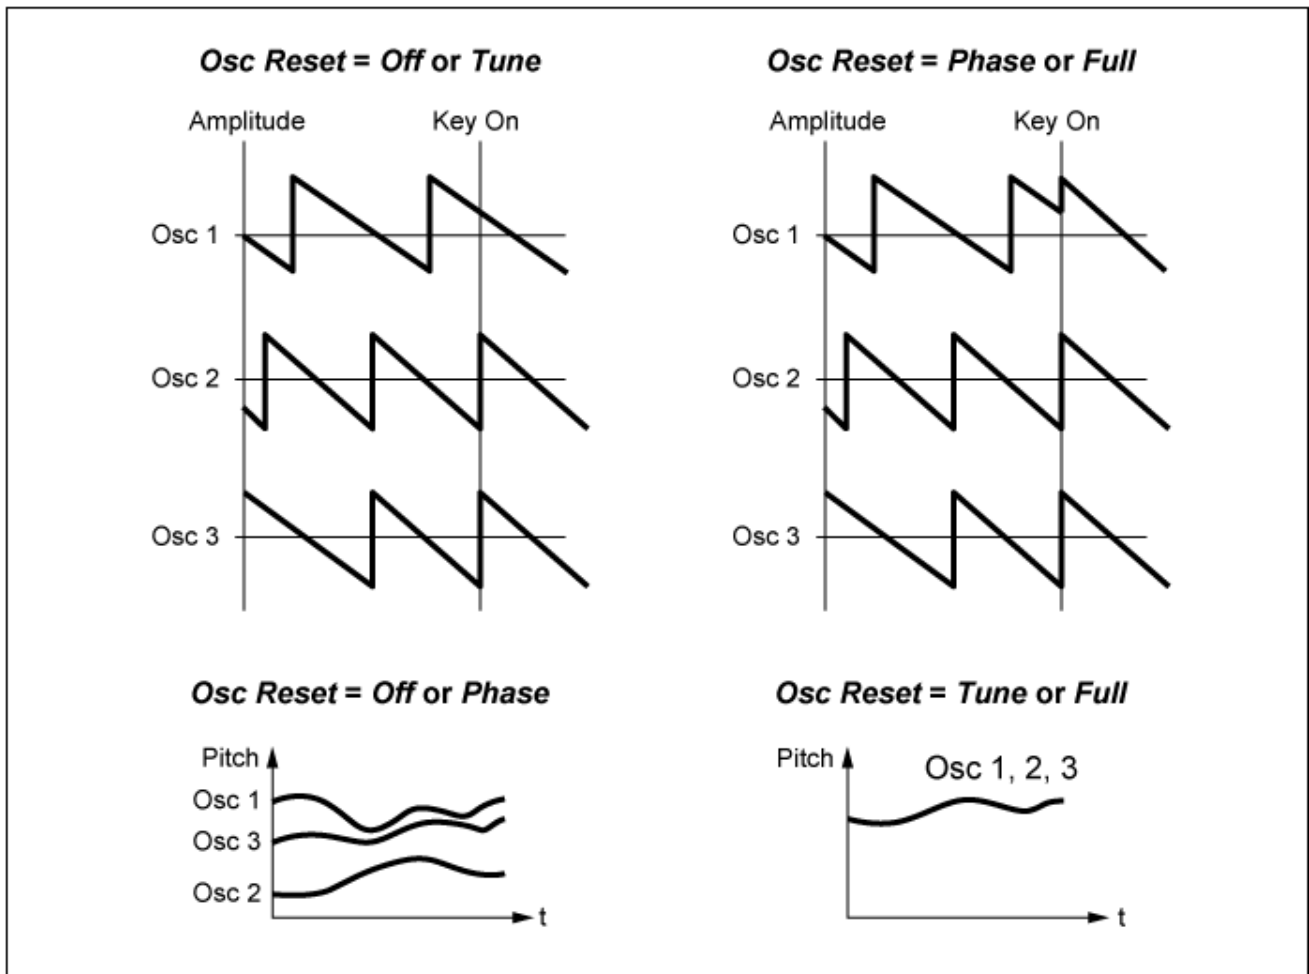 Osc Reset = Off or Tune
Amplitude
Key On
Osc 1
Osc 2
Osc 3
Osc Reset = Phase or Full
Amplitude
Key On
Osc 1
Osc 2
Osc 3
Osc Reset = Off or Phase
Pitch
Osc 1
Osc 3
Osc 2
t
Osc Reset = Tune or Full
Pitch
Osc 1, 2, 3
t